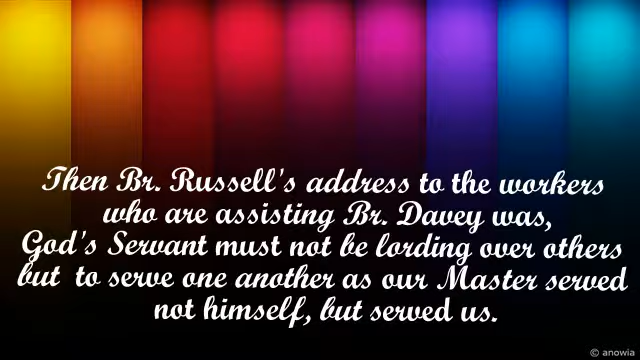 Then Br. Russell's address to the workers
who are assisting Br. Davey was,
God's Servant must not be lording over others
but to serve one another as our Master served
not himself, but served us.
© anowia